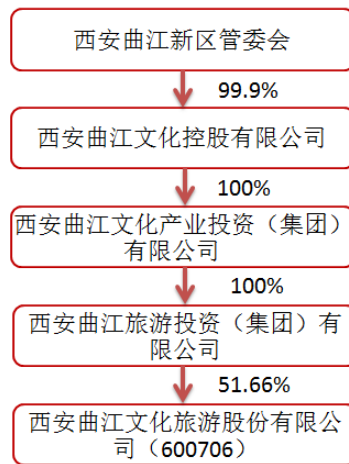 西安曲江新区管委会
99.9%
西安曲江文化控股有限公司
100%
西安曲江文化产业投资（集团）
有限公司
100%
西安曲江旅游投资（集团）有
限公司
51.66%
西安曲江文化旅游股份有限公
司（600706）